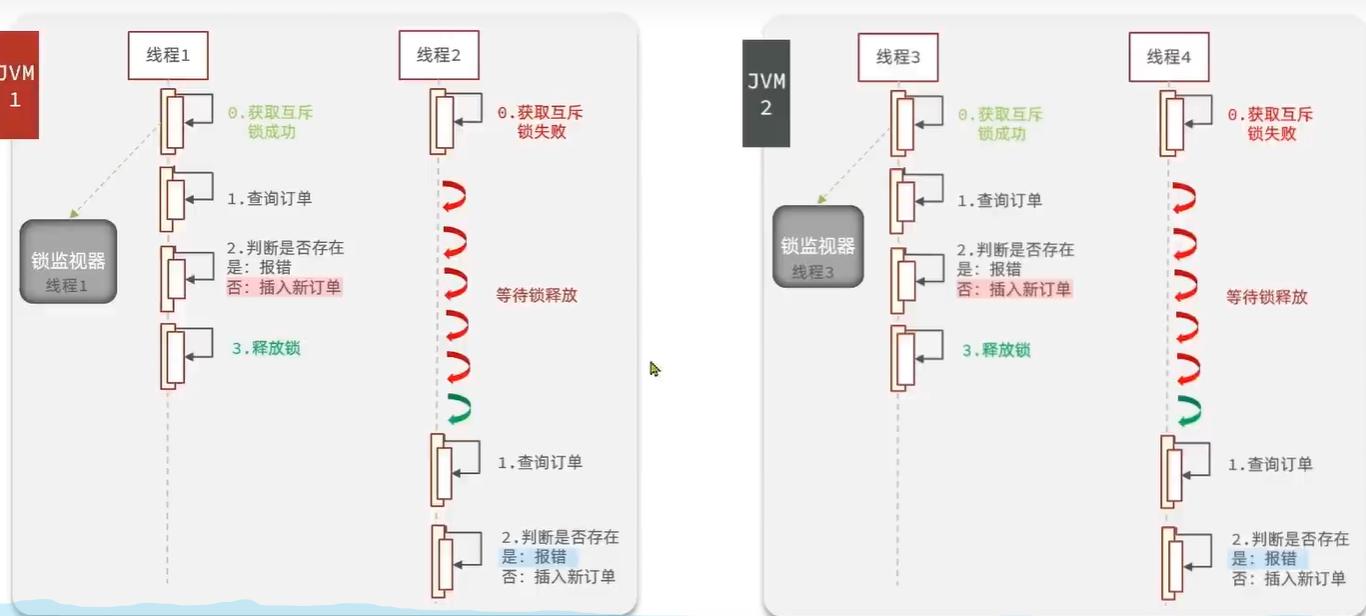 JVM
1
线程1
0.获取互斥
锁成功
1.查询订单
2.判断是否存在
是：报错
否：插入新订单
3.释放锁
锁监视器
线程1
线程2
0.获取互斥
锁失败
等待锁释放
1.查询订单
2.判断是否存在
是：报错
否：插入新订单
JVM
2
线程3
0.获取互斥
锁成功
1.查询订单
2.判断是否存在
是：报错
否：插入新订单
3.释放锁
锁监视器
线程3
线程4
0.获取互斥
锁失败
等待锁释放
1.查询订单
2.判断是否存在
是：报错
否：插入新订单